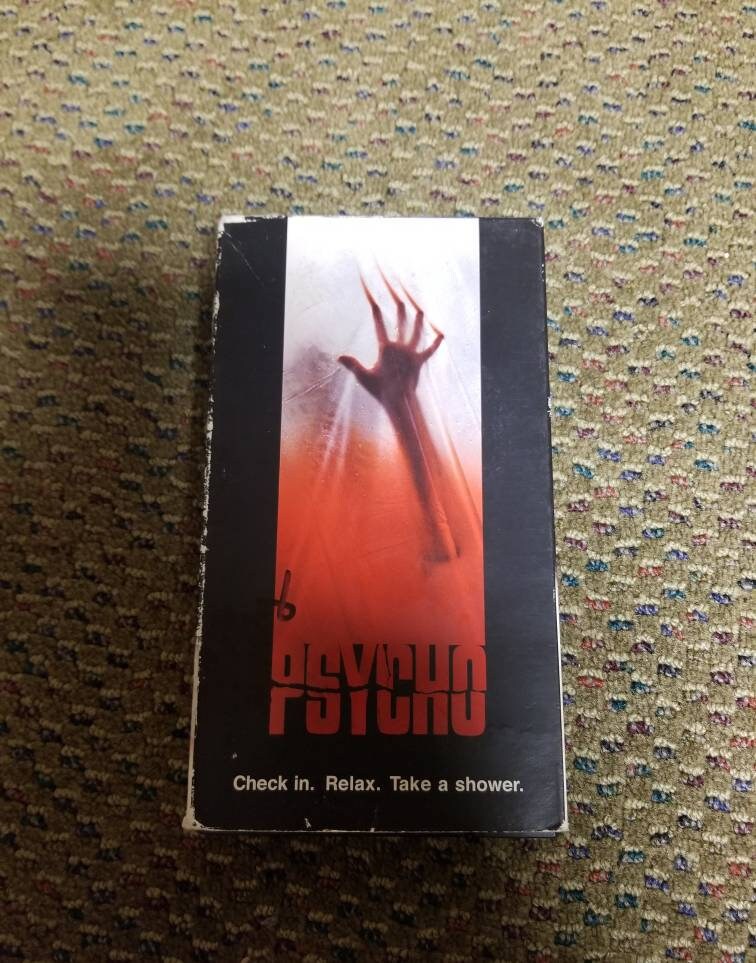 PSYCHO
Check in. Relax. Take a shower.